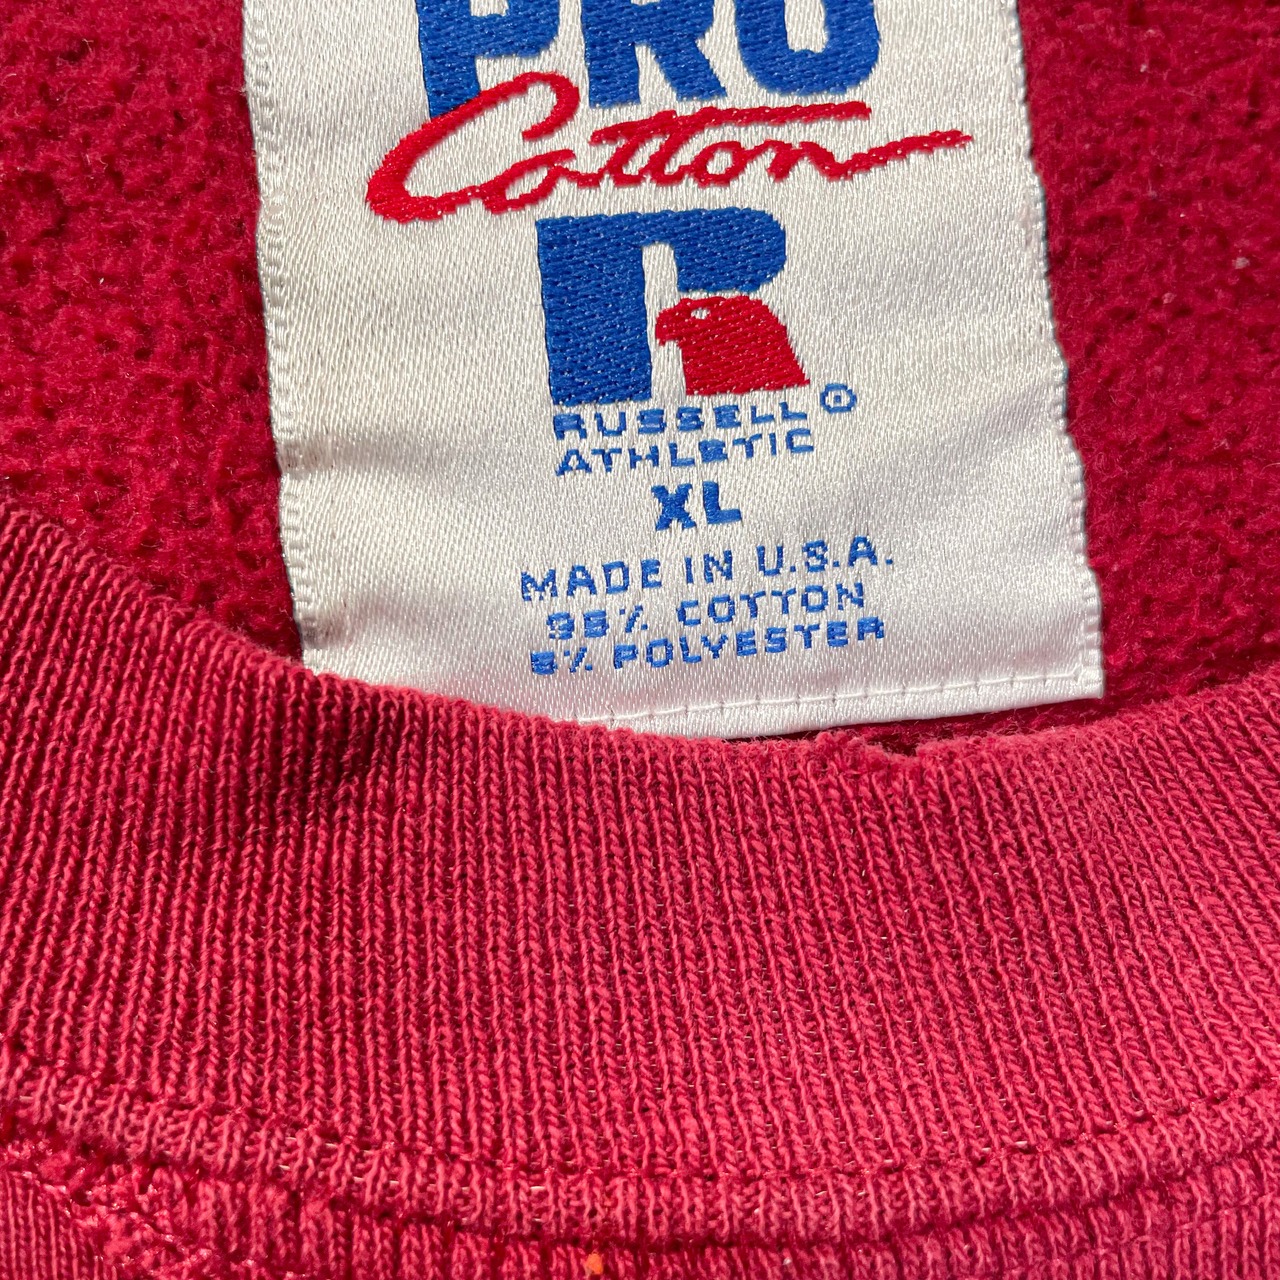 PRO
Cotton
RUSSELL®
ATHLETIC
XL
MADE IN U.S.A.
95% COTTON
5% POLYESTER